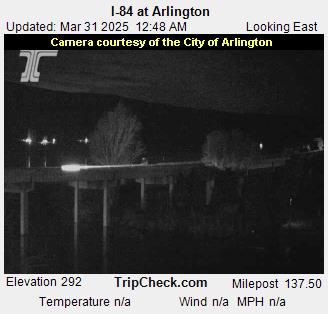 I-84 at Arlington
Updated: Mar 31 2025 12:48 AM Looking East
Camera courtesy of the City of Arlington
Elevation 292 TripCheck.com Milepost 137.50
Temperature n/a Wind n/a MPH n/a